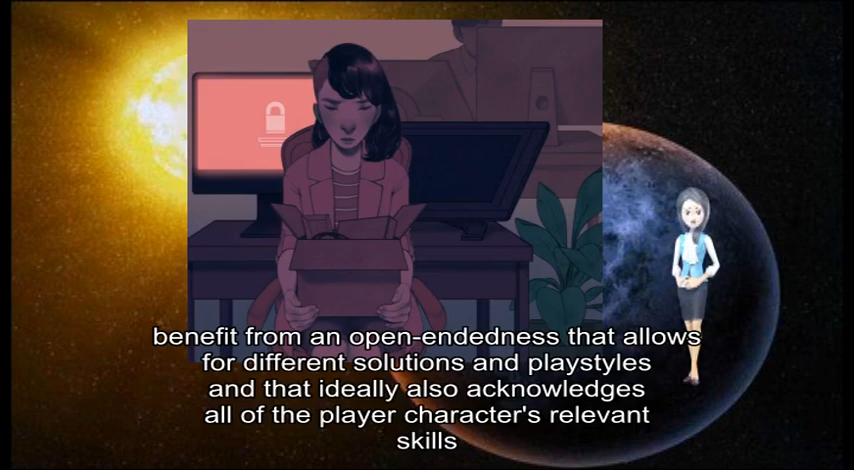 benefit from an open-endedness that allows
for different solutions and playstyles
and that ideally also acknowledges
all of the player character's relevant
skills